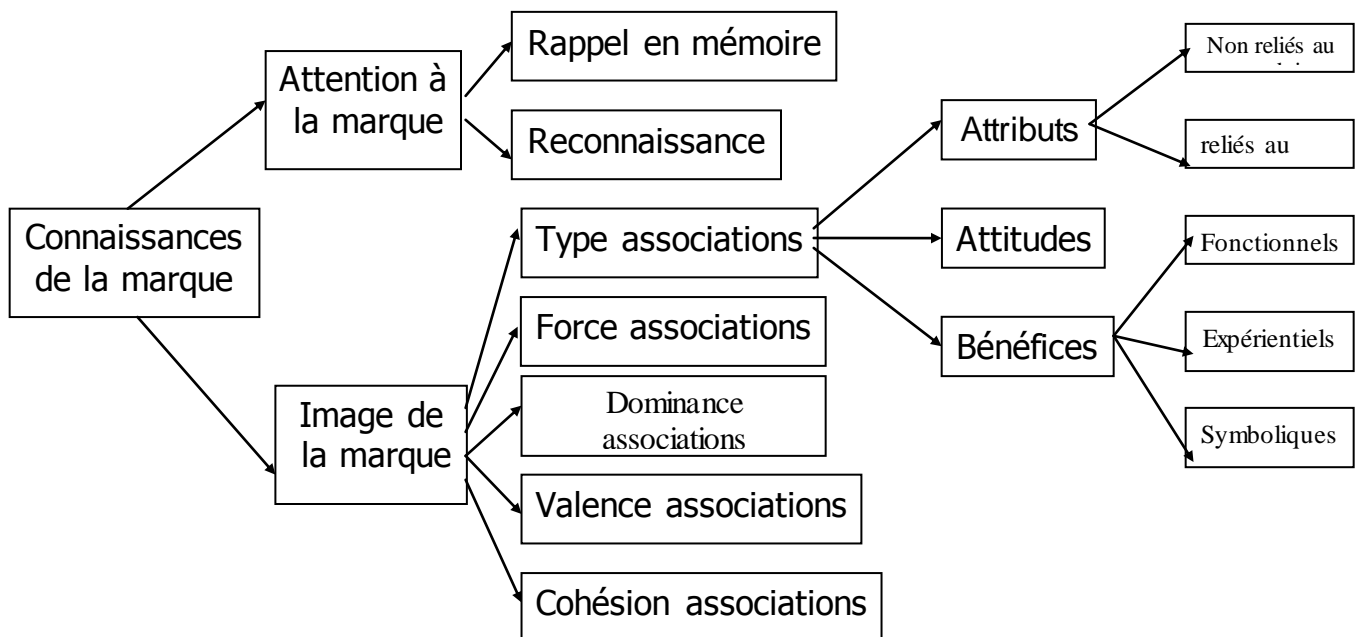 Connaissances
de la marque
Attention à
la marque
Rappel en mémoire
Reconnaissance
Image de
la marque
Type associations
Force associations
Dominance
associations
Valence associations
Cohésion associations
Attributs
Attitudes
Bénéfices
Non reliés au
reliés au
Fonctionnels
Expérientiels
Symboliques